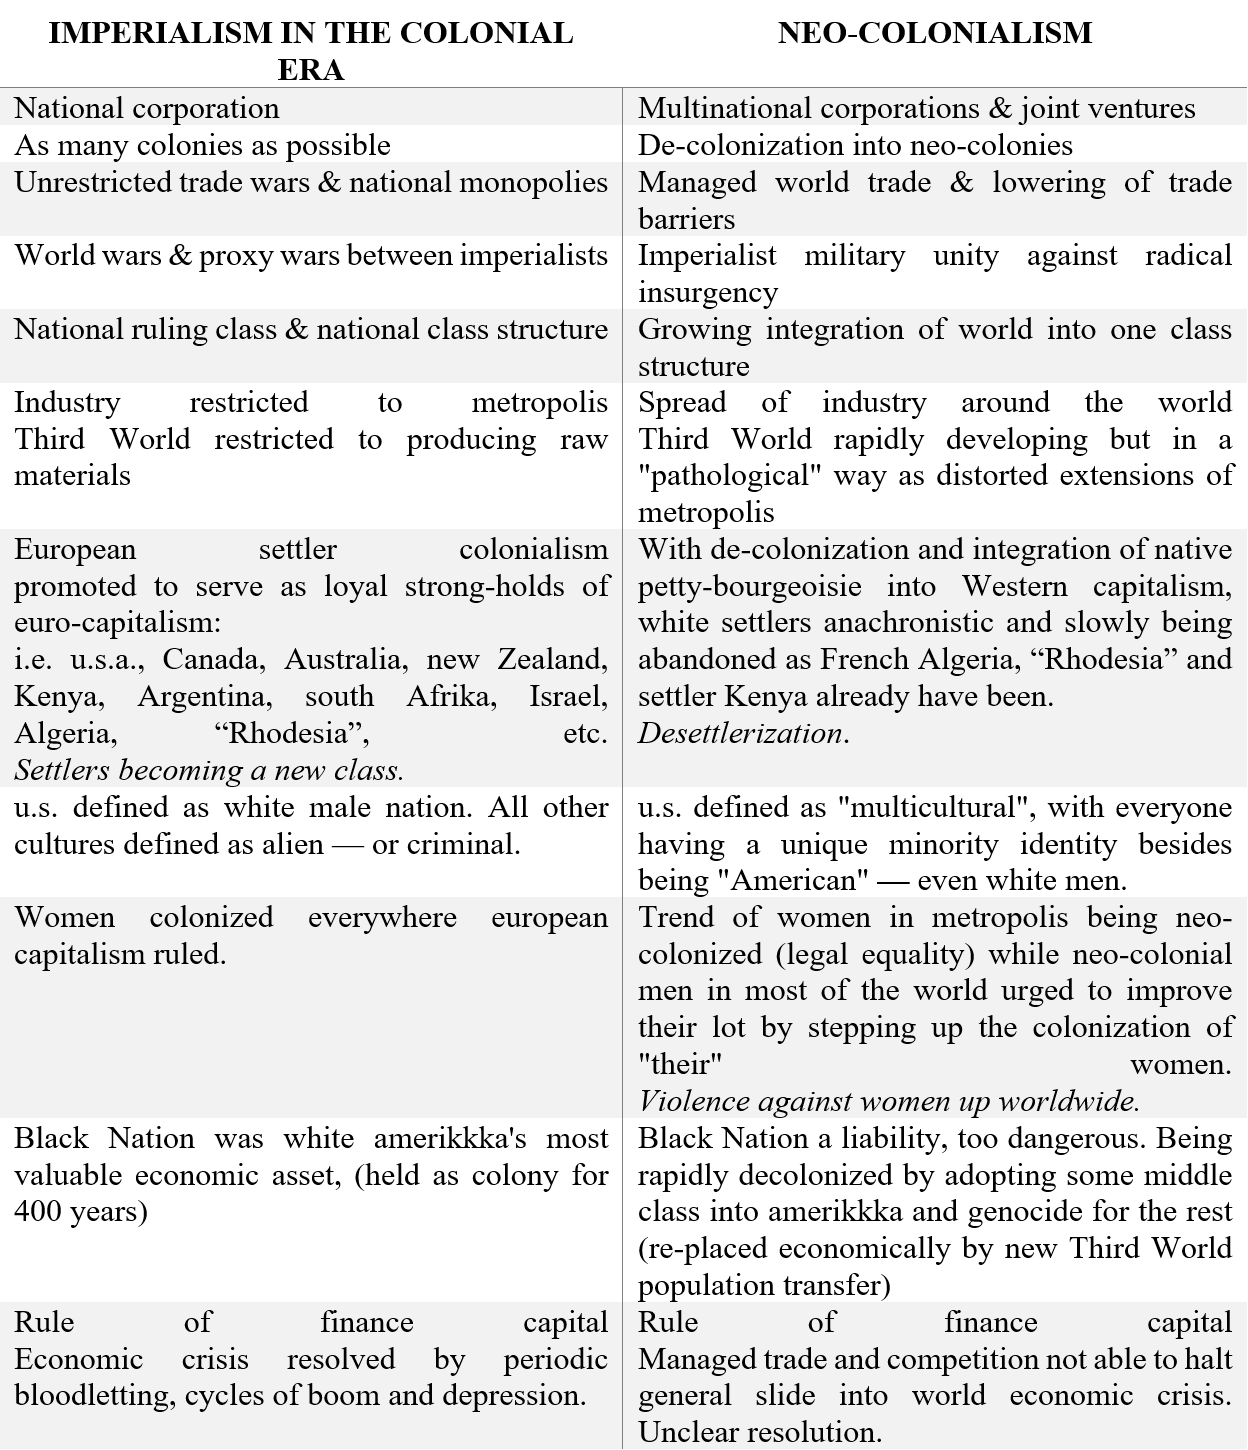 IMPERIALISM IN THE COLONIAL
ERA
NEO-COLONIALISM
National corporation
Multinational corporations & joint ventures
As many colonies as possible
De-colonization into neo-colonies
Unrestricted trade wars & national monopolies
Managed world trade & lowering of trade
barriers
World wars & proxy wars between imperialists
Imperialist military unity against radical
insurgency
National ruling class & national class structure
Growing integration of world into one class
structure
Industry restricted to metropolis
Third World restricted to producing raw
materials
Spread of industry around the world
Third World rapidly developing but in a
"pathological" way as distorted extensions of
metropolis
European settler colonialism
promoted to serve as loyal strong-holds of
euro-capitalism:
i.e. u.s.a., Canada, Australia, new Zealand,
Kenya, Argentina, south Afrika, Israel,
Algeria, “Rhodesia”, etc.
Settlers becoming a new class.
With de-colonization and integration of native
petty-bourgeoisie into Western capitalism,
white settlers anachronistic and slowly being
abandoned as French Algeria, “Rhodesia” and
settler Kenya already have been.
Desettlerization.
u.s. defined as white male nation. All other
cultures defined as alien — or criminal.
u.s. defined as "multicultural", with everyone
having a unique minority identity besides
being "American" — even white men.
Women colonized everywhere european
capitalism ruled.
Trend of women in metropolis being neo-
colonized (legal equality) while neo-colonial
men in most of the world urged to improve
their lot by stepping up the colonization of
"their" women.
Violence against women up worldwide.
Black Nation was white amerikkka's most
valuable economic asset, (held as colony for
400 years)
Black Nation a liability, too dangerous. Being
rapidly decolonized by adopting some middle
class into amerikkka and genocide for the rest
(re-placed economically by new Third World
population transfer)
Rule of finance capital
Economic crisis resolved by periodic
bloodletting, cycles of boom and depression.
Rule of finance capital
Managed trade and competition not able to halt
general slide into world economic crisis.
Unclear resolution.